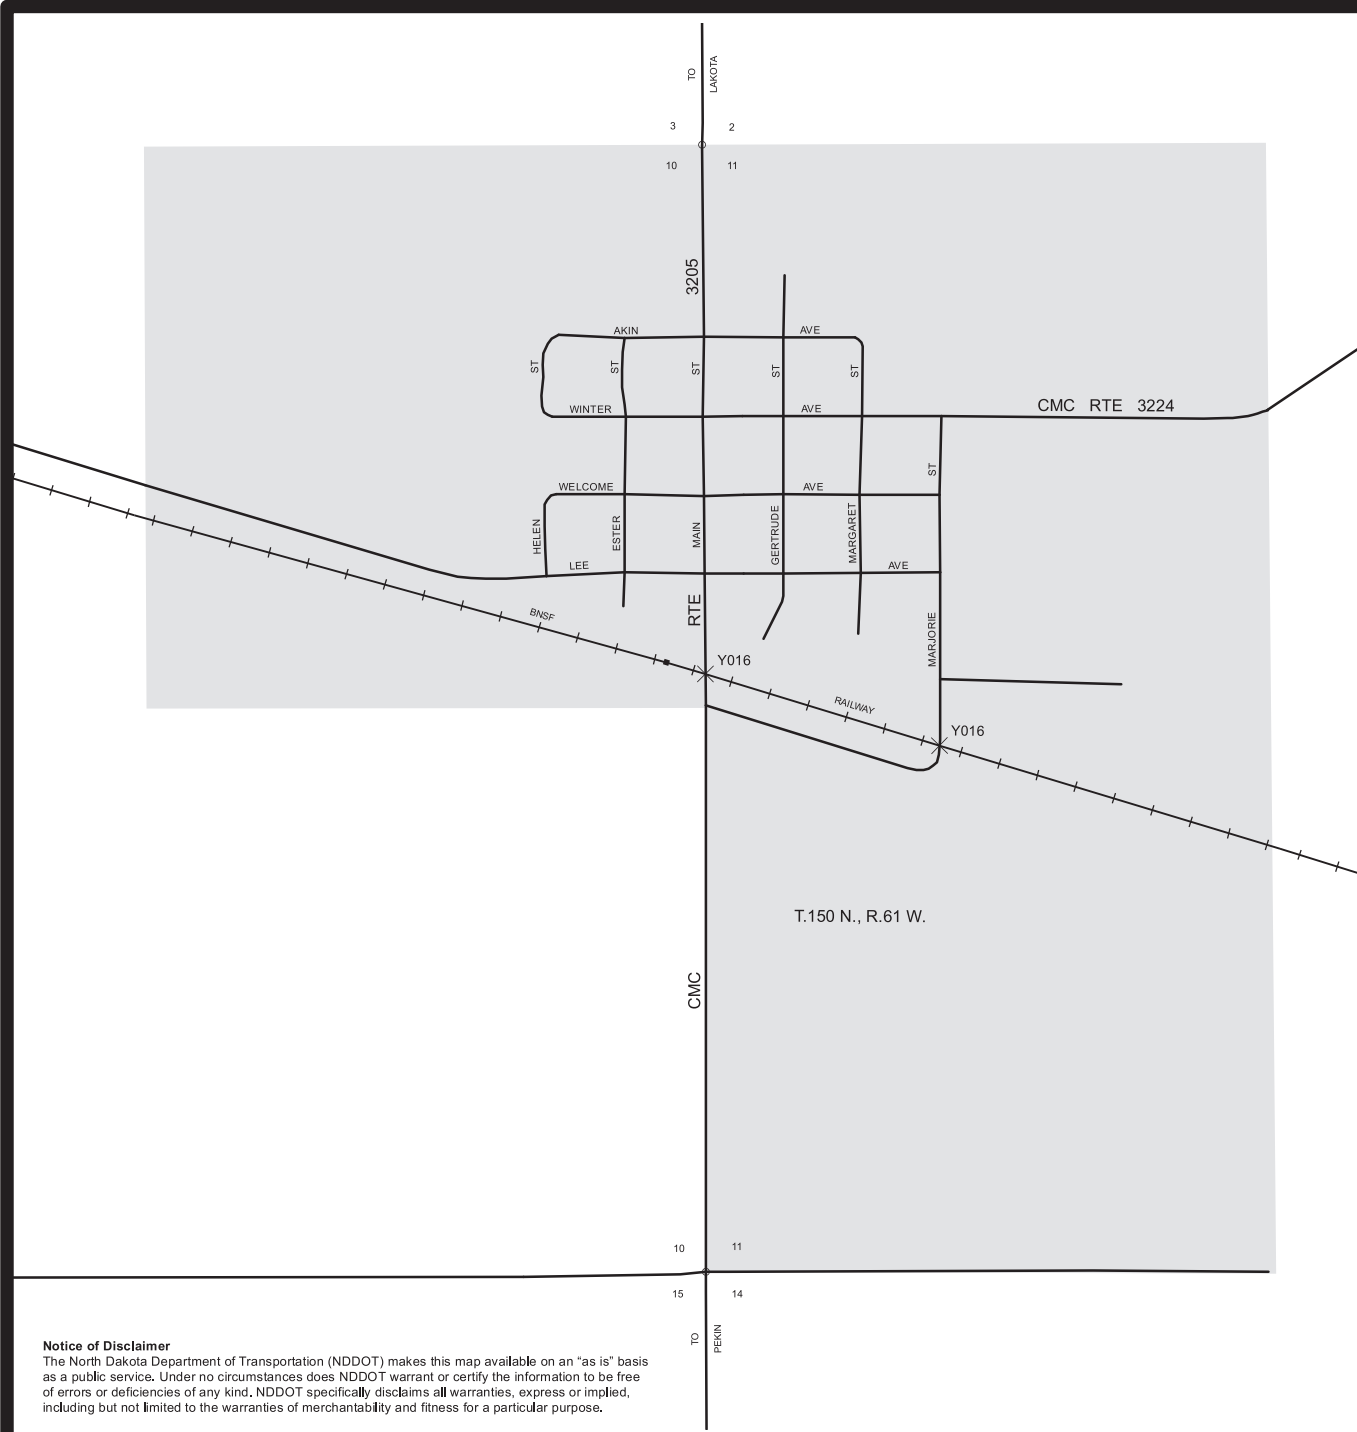 TO
LAKOTA
3
2
10
11
3205
AKIN
AVE
ST
ST
ST
ST
ST
WINTER
AVE
CMC RTE 3224
ST
WELCOME
AVE
HELEN
ESTER
MAIN
GERTRUDE
MARGARET
LEE
AVE
RTE
BNSF
MARJORIE
Y016
RAILWAY
Y016
T.150 N., R.61 W.
CMC
10
11
15
14
TO
PEKIN
Notice of Disclaimer
The North Dakota Department of Transportation (NDDOT) makes this map available on an “as is” basis
as a public service. Under no circumstances does NDDOT warrant or certify the information to be free
of errors or deficiencies of any kind. NDDOT specifically disclaims all warranties, express or implied,
including but not limited to the warranties of merchantability and fitness for a particular purpose.